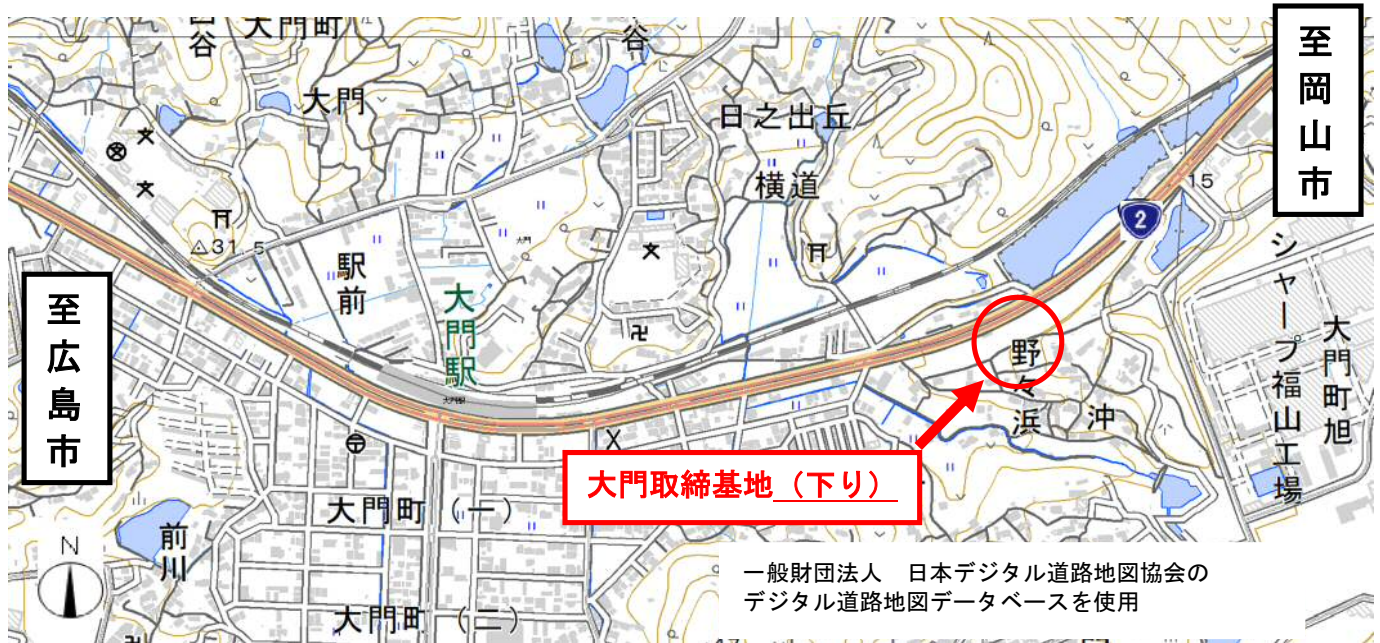 大門町
谷
大門
日之出丘
横道
至岡山市
15
2
31.5
駅前
大門駅
シャープ福山工場
大門町旭
至広島市
野々浜
沖
大門取締基地（下り）
大門町（一）
前川
N
一般財団法人　日本デジタル道路地図協会の
デジタル道路地図データベースを使用
大門町（二）